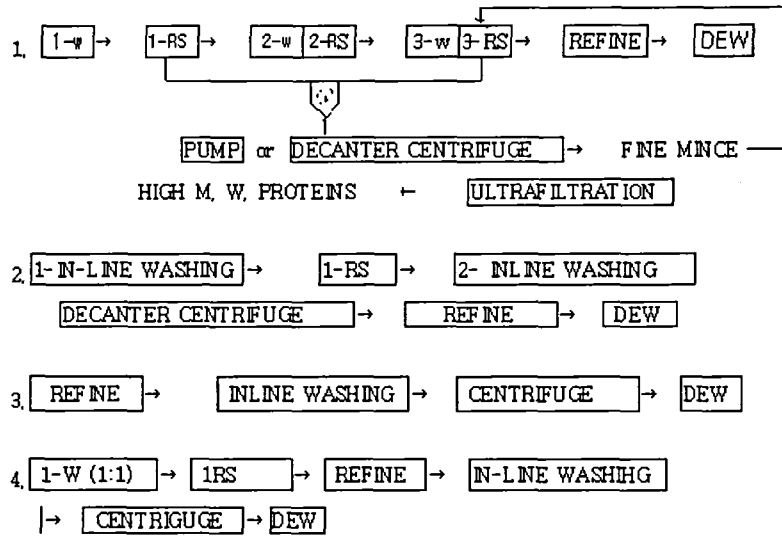 1. 1-w → 1-RS → 2-w 2-RS → 3-w 3-RS → REFINE → DEW
PUMP or DECANTER CENTRIFUGE → FINE MINCE
HIGH M, W, PROTEINS ← ULTRAFILTRATION
2. 1-IN-LINE WASHING → 1-RS → 2- INLINE WASHING
DECANTER CENTRIFUGE → REFINE → DEW
3. REFINE → INLINE WASHING → CENTRIFUGE → DEW
4. 1-W (1:1) → 1RS → REFINE → IN-LINE WASHIHG
|→ CENTRIGUGE → DEW